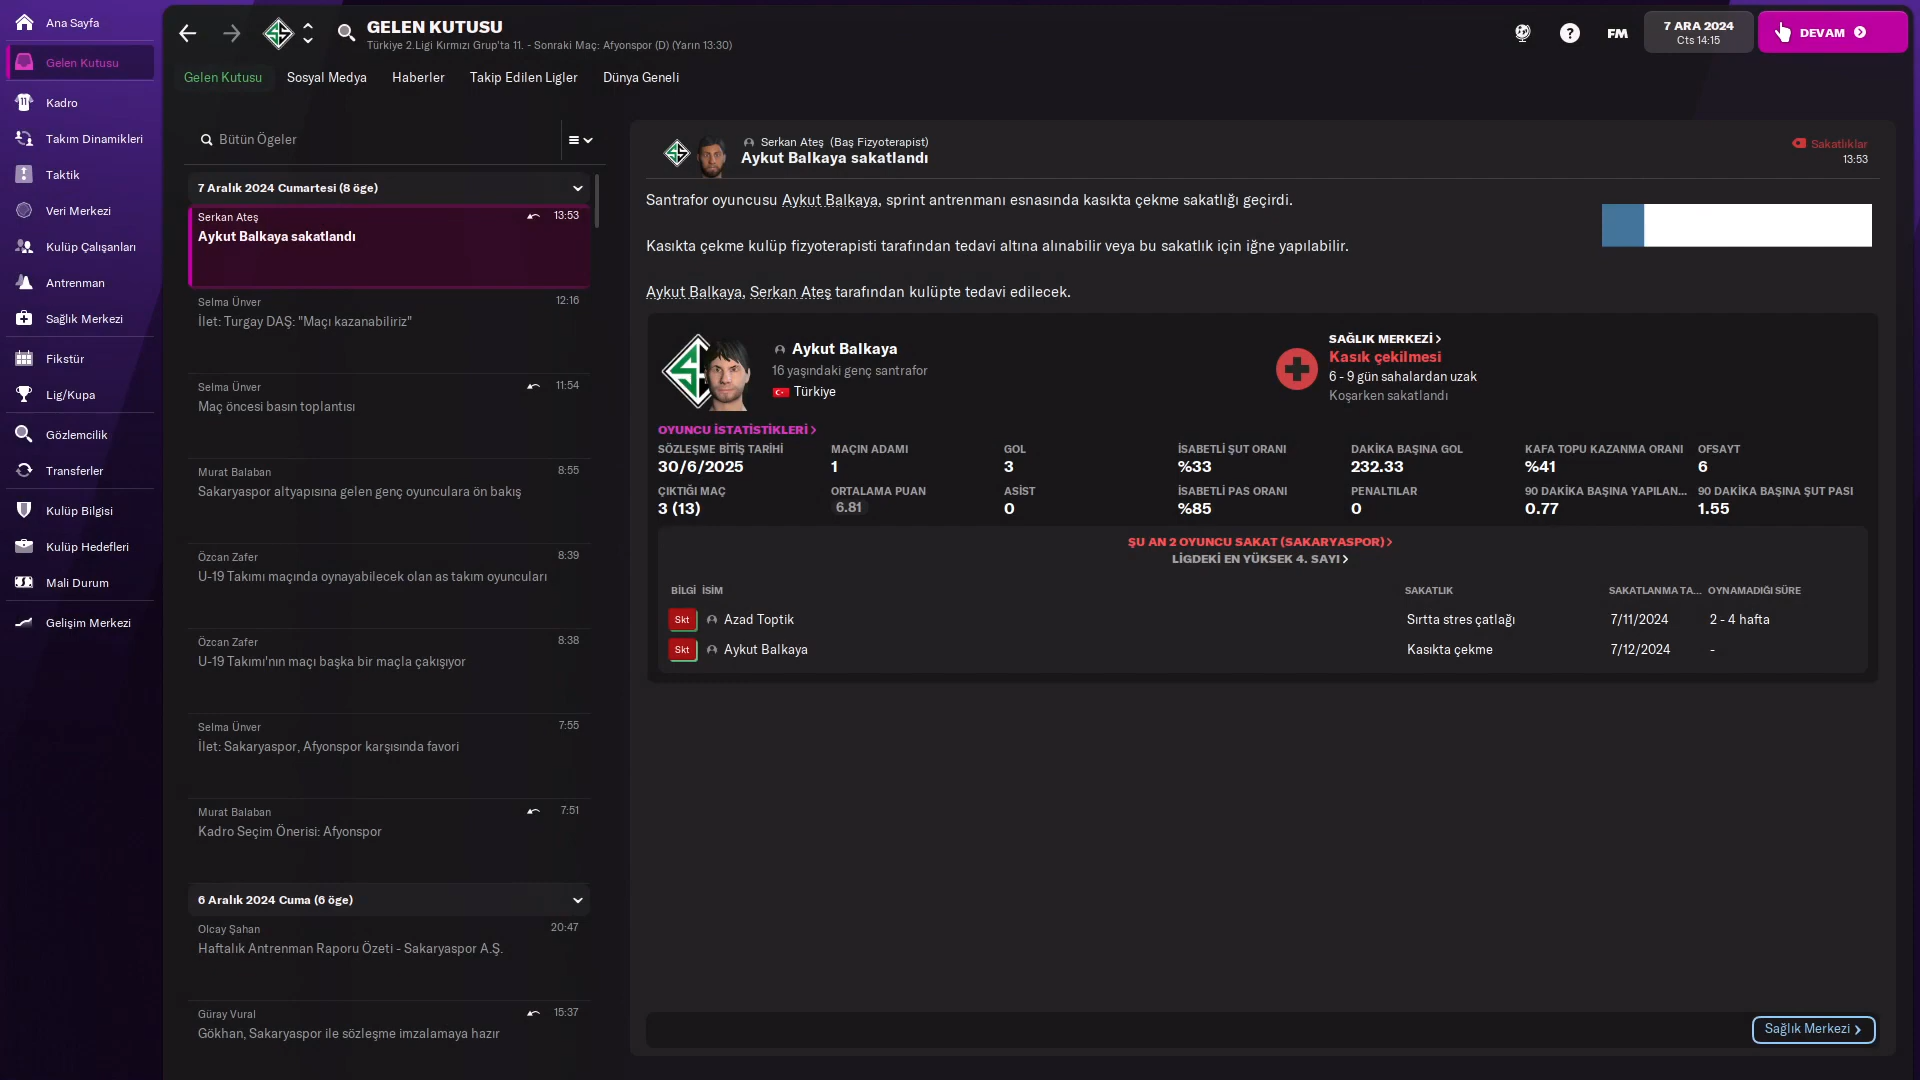 Ana Sayfa
Gelen Kutusu
Kadro
Takım Dinamikleri
Taktik
Veri Merkezi
Kulüp Çalışanları
Antrenman
Sağlık Merkezi
Fikstür
Lig/Kupa
Gözlemcilik
Transferler
Kulüp Bilgisi
Kulüp Hedefleri
Mali Durum
Gelişim Merkezi
GELEN KUTUSU
Türkiye 2.Ligi Kırmızı Grup'ta 11. - Sonraki Maç: Afyonspor (D) (Yarın 13:30)
FM
7 ARA 2024
Cts 14:15
DEVAM
Gelen Kutusu Sosyal Medya Haberler Takip Edilen Ligler Dünya Geneli
Bütün Ögeler
7 Aralık 2024 Cumartesi (8 öge)
Serkan Ateş 13:53
Aykut Balkaya sakatlandı
Selma Ünver 12:16
İlet: Turgay DAŞ: "Maçı kazanabiliriz"
Selma Ünver 11:54
Maç öncesi basın toplantısı
Murat Balaban 8:55
Sakaryaspor altyapısına gelen genç oyunculara ön bakış
Özcan Zafer 8:39
U-19 Takımı maçında oynayabilecek olan as takım oyuncuları
Özcan Zafer 8:38
U-19 Takımı'nın maçı başka bir maçla çakışıyor
Selma Ünver 7:55
İlet: Sakaryaspor, Afyonspor karşısında favori
Murat Balaban 7:51
Kadro Seçim Önerisi: Afyonspor
6 Aralık 2024 Cuma (6 öge)
Olcay Şahan 20:47
Haftalık Antrenman Raporu Özeti - Sakaryaspor A.Ş.
Güray Vural 15:37
Gökhan, Sakaryaspor ile sözleşme imzalamaya hazır
Serkan Ateş (Baş Fizyoterapist)
Aykut Balkaya sakatlandı
Sakatlıklar
13:53
Santrafor oyuncusu Aykut Balkaya, sprint antrenmanı esnasında kasıkta çekme sakatlığı geçirdi.
Kasıkta çekme kulüp fizyoterapisti tarafından tedavi altına alınabilir veya bu sakatlık için iğne yapılabilir.
Aykut Balkaya, Serkan Ateş tarafından kulüpte tedavi edilecek.
Aykut Balkaya
16 yaşındaki genç santrafor
Türkiye
SAĞLIK MERKEZİ
Kasık çekilmesi
6 - 9 gün sahalardan uzak
Koşarken sakatlandı
OYUNCU İSTATİSTİKLERİ
SÖZLEŞME BİTİŞ TARİHİ MAÇIN ADAMI GOL İSABETLİ ŞUT ORANI DAKİKA BAŞINA GOL KAFA TOPU KAZANMA ORANI OFSAYT
30/6/2025 1 3 %33 232.33 %41 6
ÇIKTIĞI MAÇ ORTALAMA PUAN ASİST İSABETLİ PAS ORANI PENALTILAR 90 DAKİKA BAŞINA YAPILAN... 90 DAKİKA BAŞINA ŞUT PASI
3 (13) 6.81 0 %85 0 0.77 1.55
ŞU AN 2 OYUNCU SAKAT (SAKARYASPOR)
LİGDEKİ EN YÜKSEK 4. SAYI
BİLGİ İSİM SAKATLIK SAKATLANMA TA... OYNAMADIĞI SÜRE
Skt Azad Toptik Sırtta stres çatlağı 7/11/2024 2 - 4 hafta
Skt Aykut Balkaya Kasıkta çekme 7/12/2024 -
Sağlık Merkezi